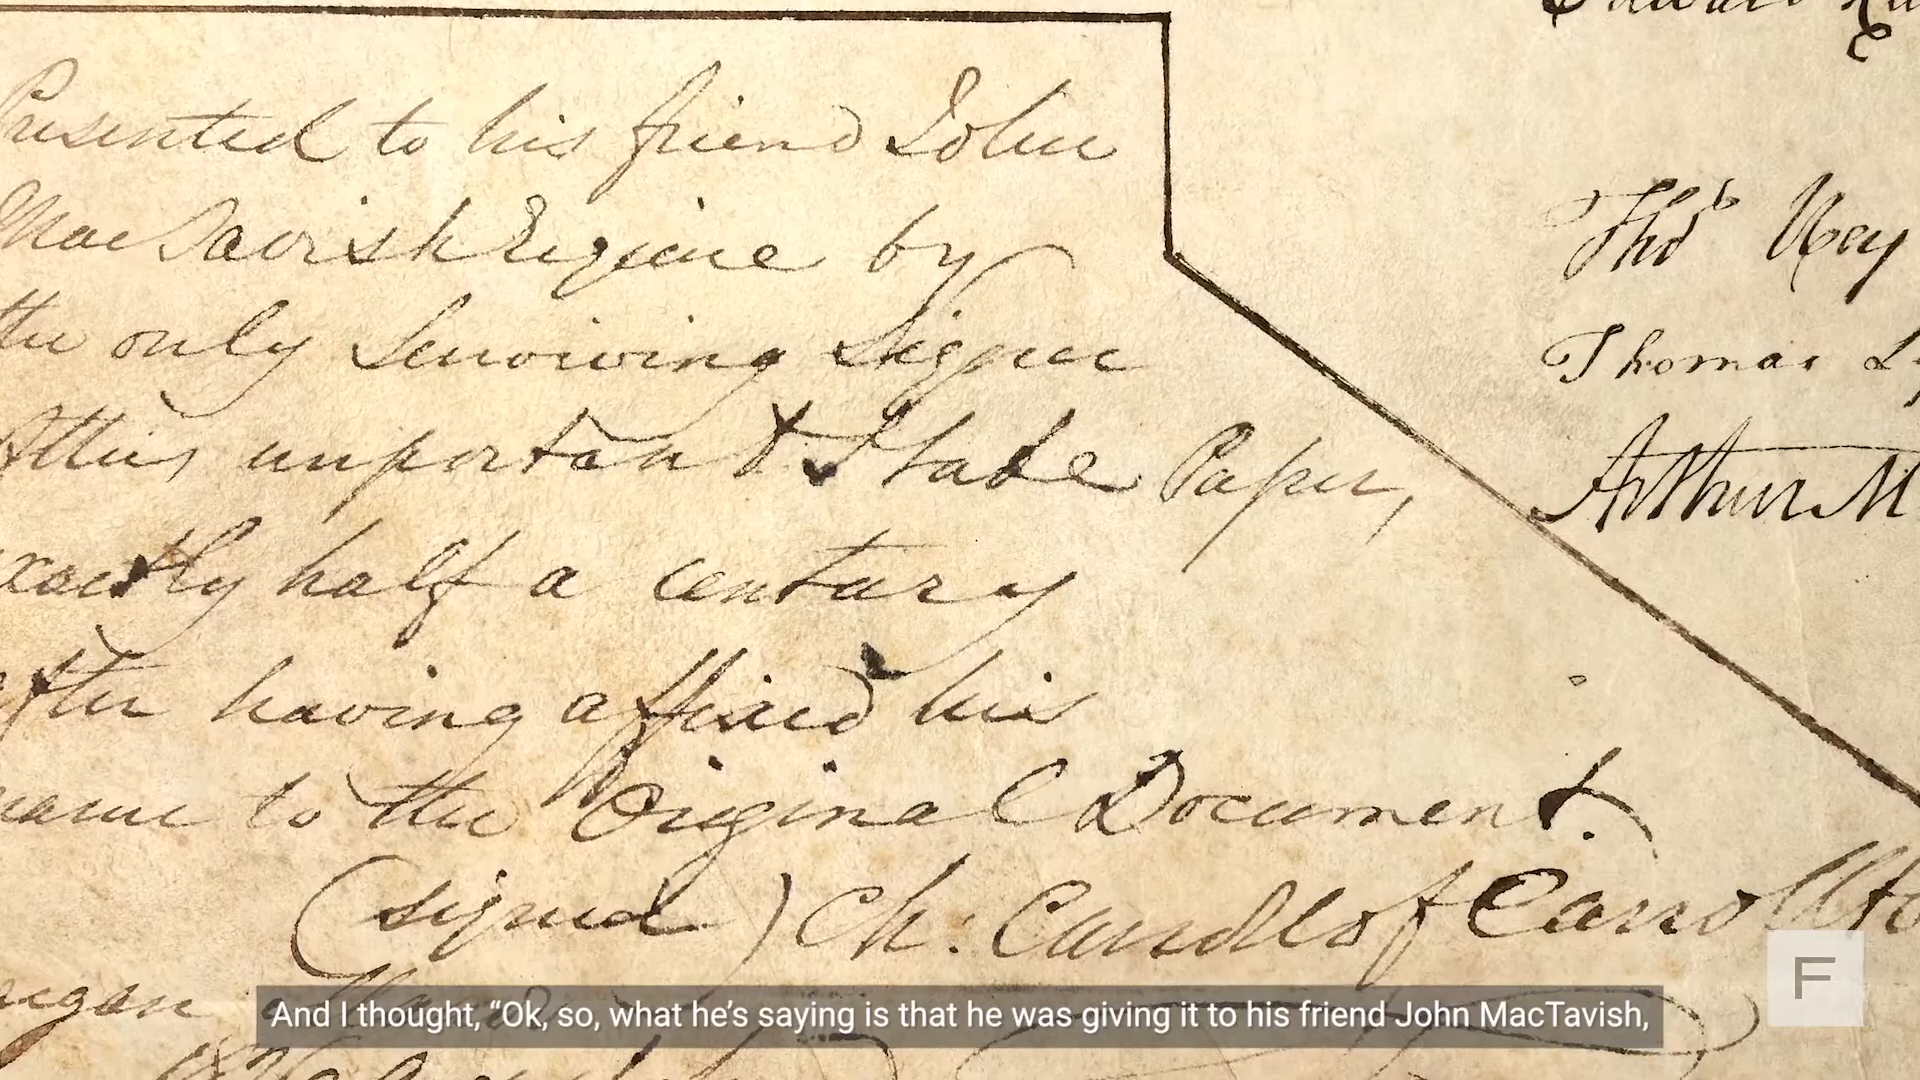 Presented to his friend John
MacTavish Esquire by
the only Surviving Signer
of this important State Paper,
exactly half a century
after having affixed his
name to the Original Document.
(signed) Ch: Carroll of Carrollto
Thos Hey
Thomas Ly
Arthur M
F
And I thought, “Ok, so, what he’s saying is that he was giving it to his friend John MacTavish,